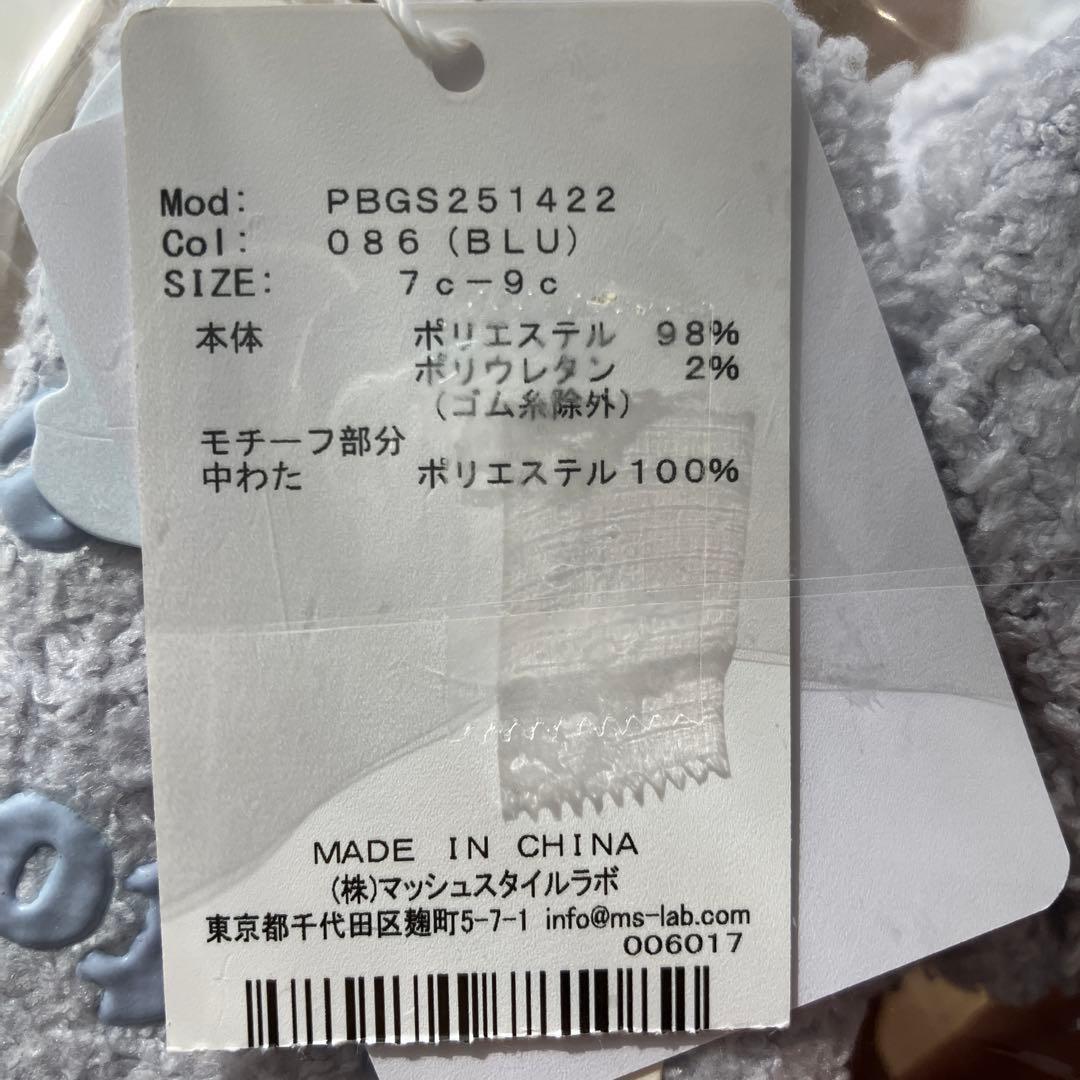 Mod: PBGS251422
Col: 086(BLU)
SIZE: 7c-9c
本体 ポリエステル 98%
ポリウレタン 2%
(ゴム糸除外)
モチーフ部分
中わた ポリエステル100%
MADE IN CHINA
(株)マッシュスタイルラボ
東京都千代田区麹町5-7-1 info@ms-lab.com
006017